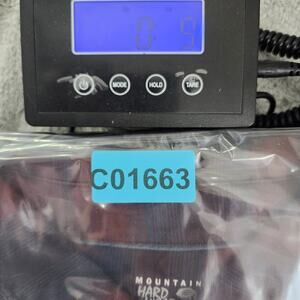 0 9
MODE
HOLD
TARE
C01663
MOUNTAIN
HARD